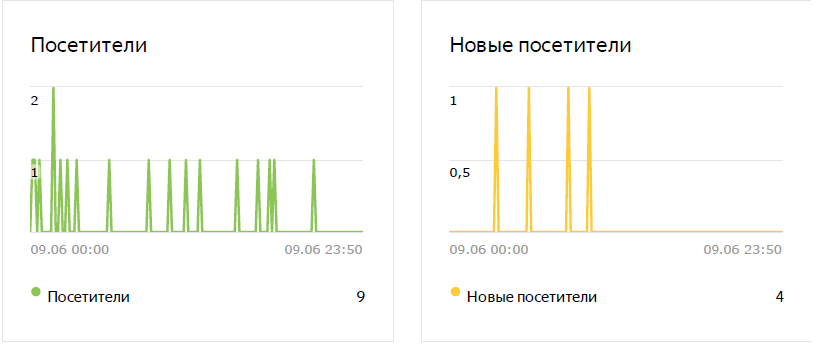 Посетители
2
1
09.06 00:00 09.06 23:50
Посетители 9
Новые посетители
1
0,5
09.06 00:00 09.06 23:50
Новые посетители 4